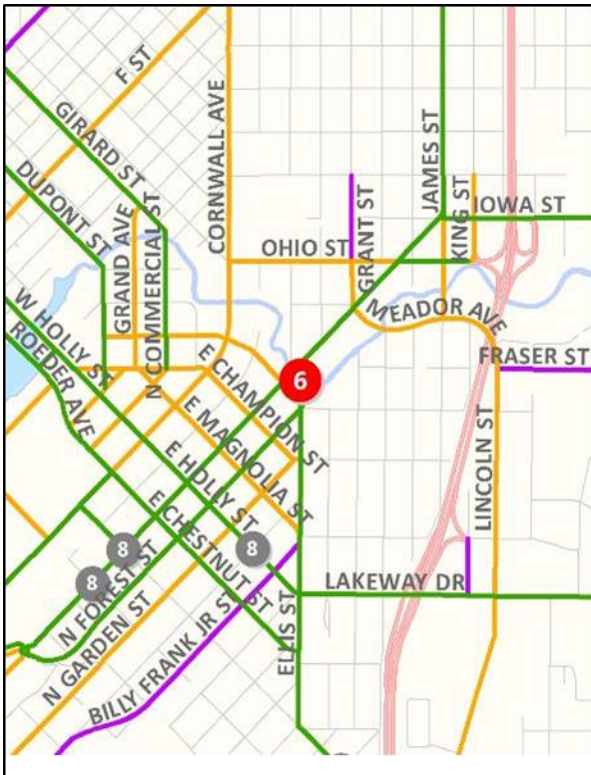 F ST
GIRARD ST
DUPONT ST
GRAND AVE
N COMMERCIAL ST
CORNWALL AVE
JAMES ST
KING ST
IOWA ST
OHIO ST
GRANT ST
MEADOR AVE
FRASER ST
W HOLLY ST
ROEDER AVE
E CHAMPION ST
6
E MAGNOLIA ST
E HOLLY ST
LINCOLN ST
E CHESTNUT ST
8
8
8
N FOREST ST
LAKEWAY DR
N GARDEN ST
ELLIS ST
BILLY FRANK JR ST